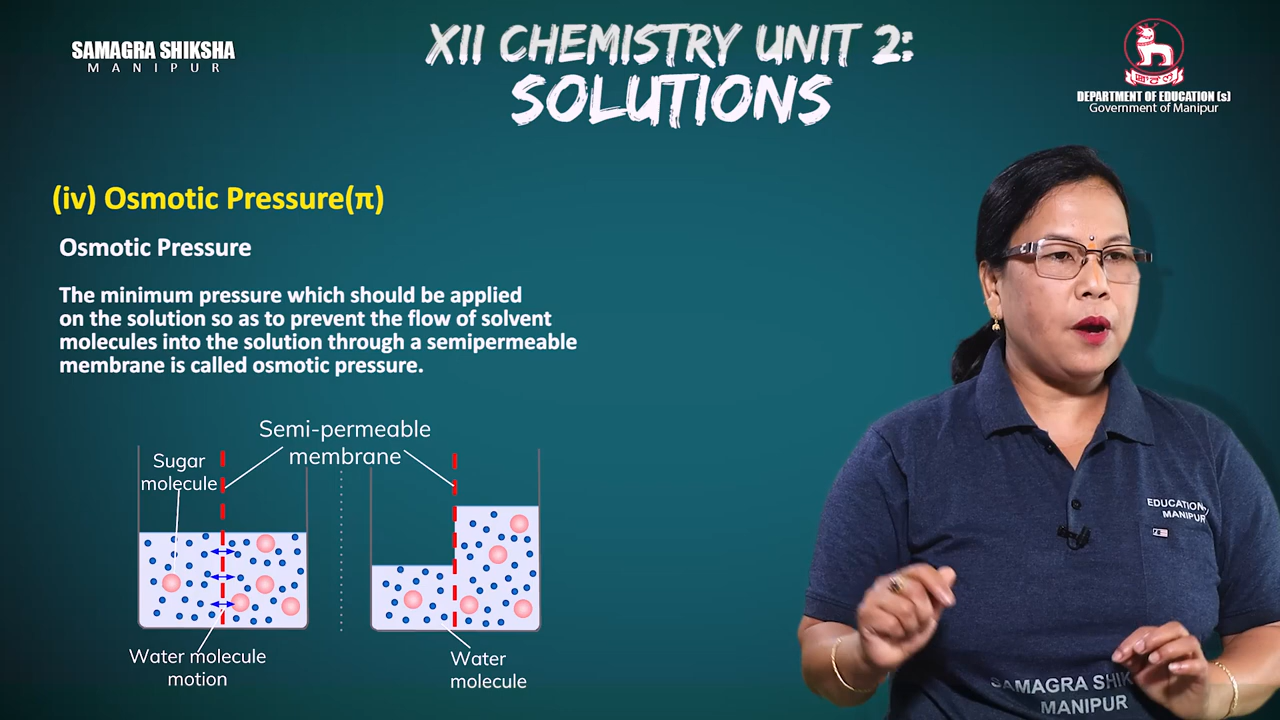 SAMAGRA SHIKSHA
MANIPUR
XII CHEMISTRY UNIT 2:
SOLUTIONS
DEPARTMENT OF EDUCATION (s)
Government of Manipur
(iv) Osmotic Pressure(π)
Osmotic Pressure
The minimum pressure which should be applied
on the solution so as to prevent the flow of solvent
molecules into the solution through a semipermeable
membrane is called osmotic pressure.
Semi-permeable
membrane
Sugar
molecule
Water molecule
motion
Water
molecule
EDUCATION
MANIPUR
SAMAGRA
MANIPUR